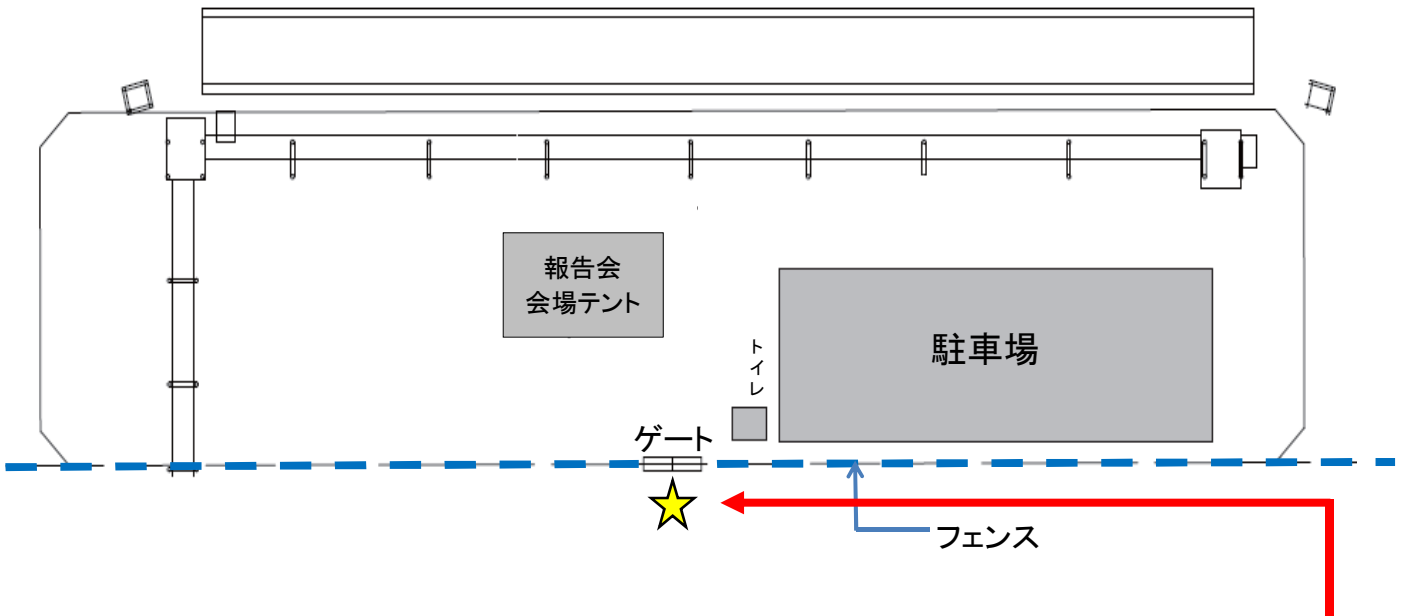 報告会
会場テント
トイレ
駐車場
ゲート
フェンス